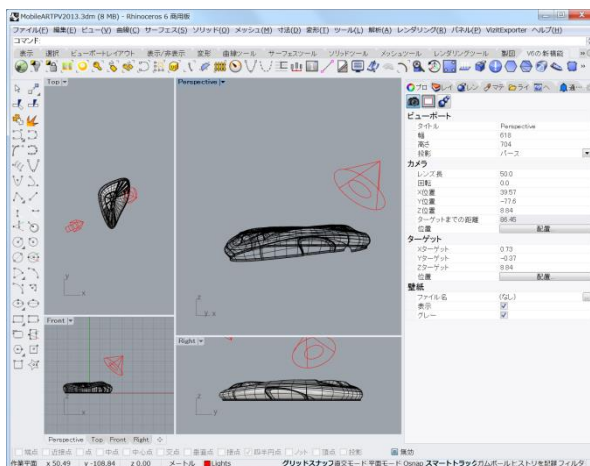 MobileARTPV2013.3dm (8 MB) - Rhinoceros 6 商用版
ファイル(F) 編集(E) ビュー(V) 曲線(C) サーフェス(S) ソリッド(O) メッシュ(M) 寸法(D) 変形(T) ツール(L) 解析(A) レンダリング(R) パネル(P) VizitExporter ヘルプ(H)
コマンド:
表示 選択 ビューポートレイアウト 表示/非表示 変形 曲線ツール サーフェスツール ソリッドツール メッシュツール レンダリングツール 製図 V6の新機能
Top
Perspective
プロ レイ レン マテ ライ 通
ビューポート
タイトル Perspective
幅 618
高さ 704
投影 パース
カメラ
レンズ長 50.0
回転 0.0
X位置 39.57
Y位置 -77.6
Z位置 8.84
ターゲットまでの距離 86.45
位置 配置...
ターゲット
Xターゲット 0.73
Yターゲット -0.37
Zターゲット 8.84
位置 配置...
壁紙
ファイル名 (なし)
表示
グレー
y
x
z
y x
Front
Right
z
x
z
y
Perspective Top Front Right
端点 近接点 点 中点 中心点 交点 垂直点 接点 四半円点 ノット 頂点 投影 無効
作業平面 x 50.49 y -108.84 z 0.00 メートル Lights グリッドスナップ 直交モード 平面モード Osnap スマートトラック ガムボール ヒストリを記録 フィルタ